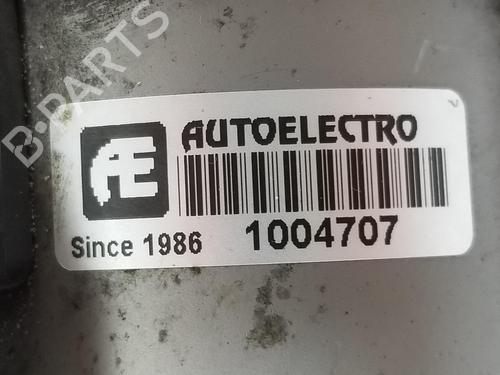 B-PARTS
AUTOELECTRO
AE
Since 1986
1004707